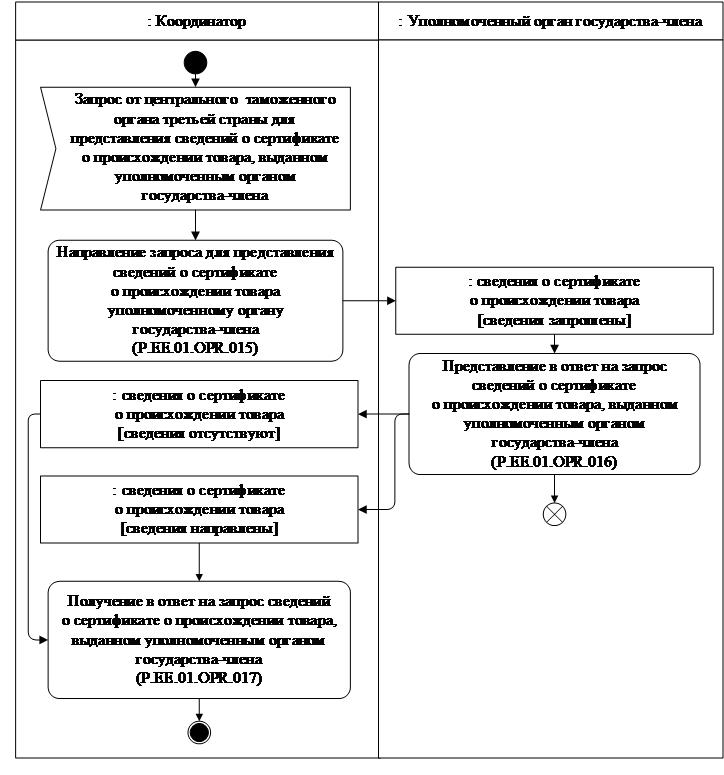 : Координатор
: Уполномоченный орган государства-члена
Запрос от центрального таможенного
органа третьей страны для
представления сведений о сертификате
о происхождении товара, выданном
уполномоченным органом
государства-члена
Направление запроса для представления
сведений о сертификате
о происхождении товара
уполномоченному органу
государства-члена
(P.EE.01.OPR.015)
: сведения о сертификате
о происхождении товара
[сведения запрошены]
Представление в ответ на запрос
сведений о сертификате
о происхождении товара, выданном
уполномоченным органом
государства-члена
(P.EE.01.OPR.016)
: сведения о сертификате
о происхождении товара
[сведения отсутствуют]
: сведения о сертификате
о происхождении товара
[сведения направлены]
Получение в ответ на запрос сведений
о сертификате о происхождении товара,
выданном уполномоченным органом
государства-члена
(P.EE.01.OPR.017)